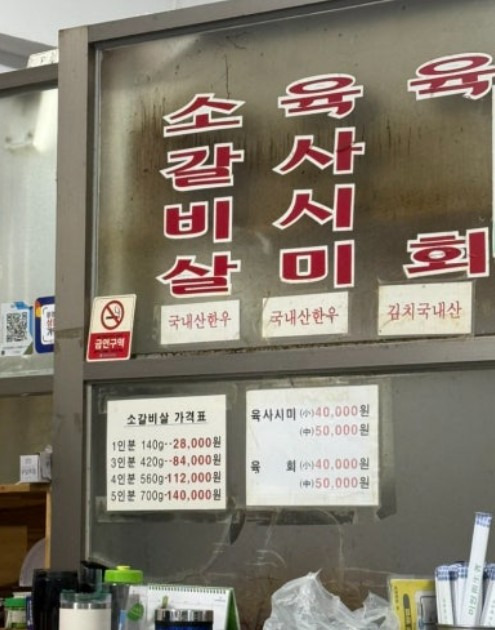 소갈비살
육사시미
육회
국내산한우
국내산한우
김치국내산
금연구역
소갈비살 가격표
1인분 140g--28,000원
3인분 420g--84,000원
4인분 560g-112,000원
5인분 700g-140,000원
육사시미 (小)40,000원
(中)50,000원
육 회 (小)40,000원
(中)50,000원